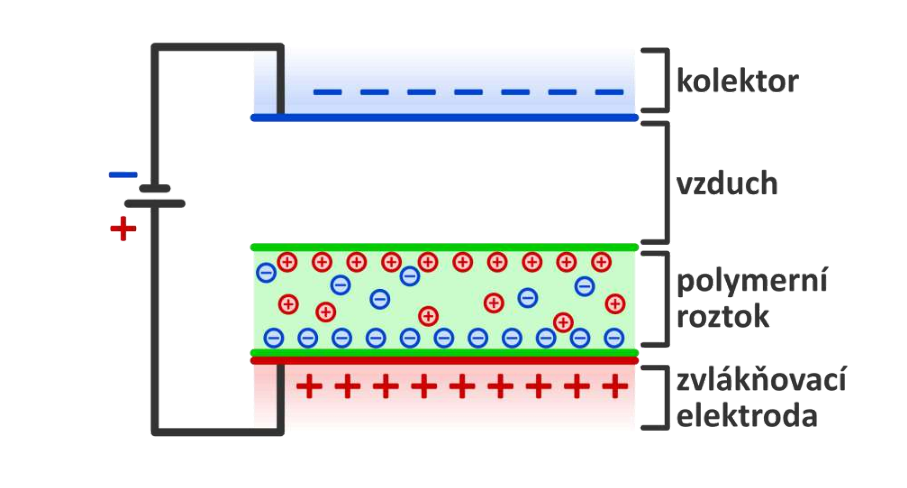 kolektor
vzduch
polymerní
roztok
zvlákňovací
elektroda